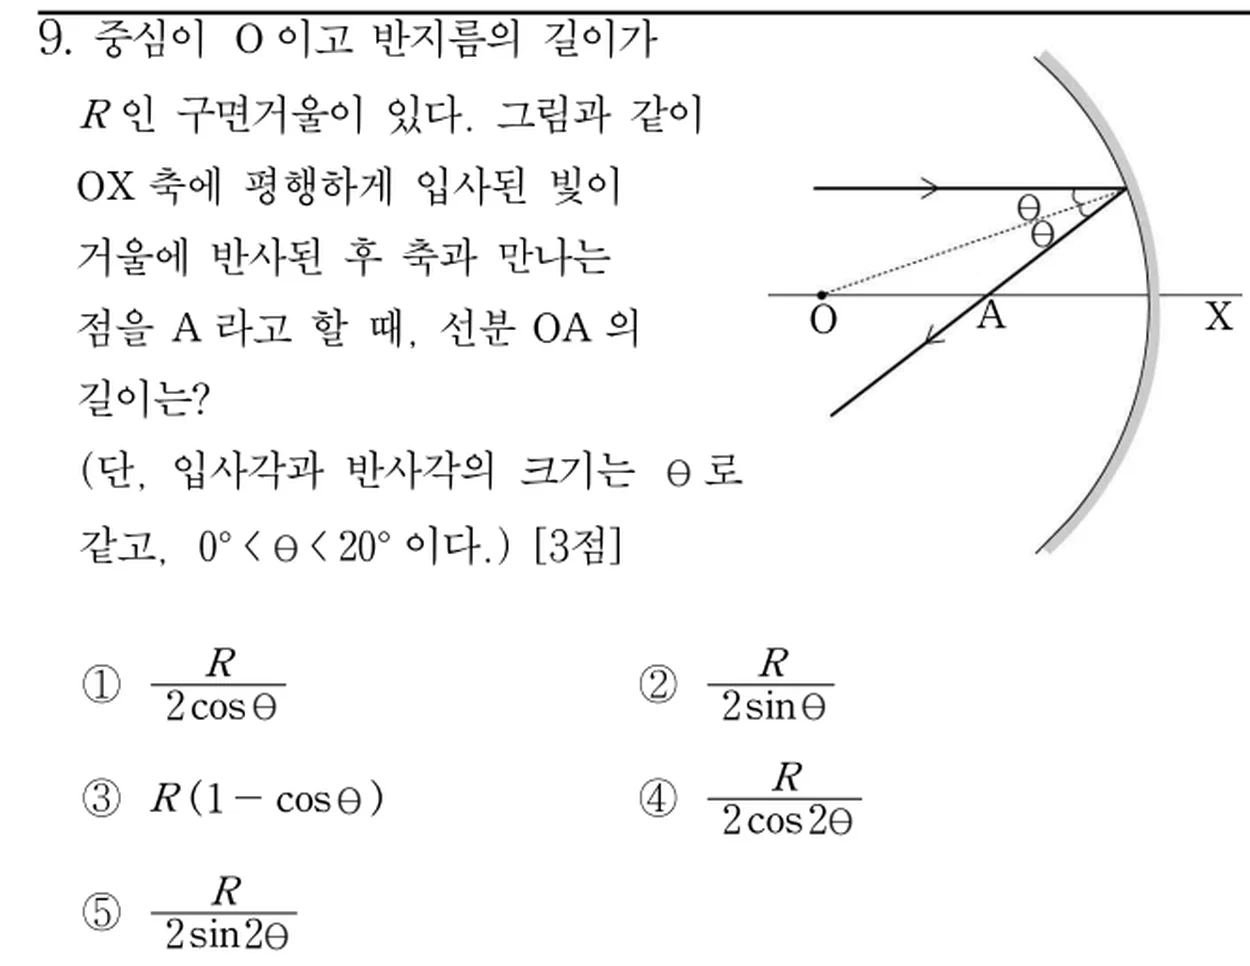 9. 중심이 O 이고 반지름의 길이가
R 인 구면거울이 있다. 그림과 같이
OX 축에 평행하게 입사된 빛이
거울에 반사된 후 축과 만나는
점을 A 라고 할 때, 선분 OA 의
길이는?
(단, 입사각과 반사각의 크기는 θ 로
같고, 0° < θ < 20° 이다.) [3점]
θ
θ
O A X
① R/(2cosθ) ② R/(2sinθ)
③ R(1－cosθ) ④ R/(2cos2θ)
⑤ R/(2sin2θ)